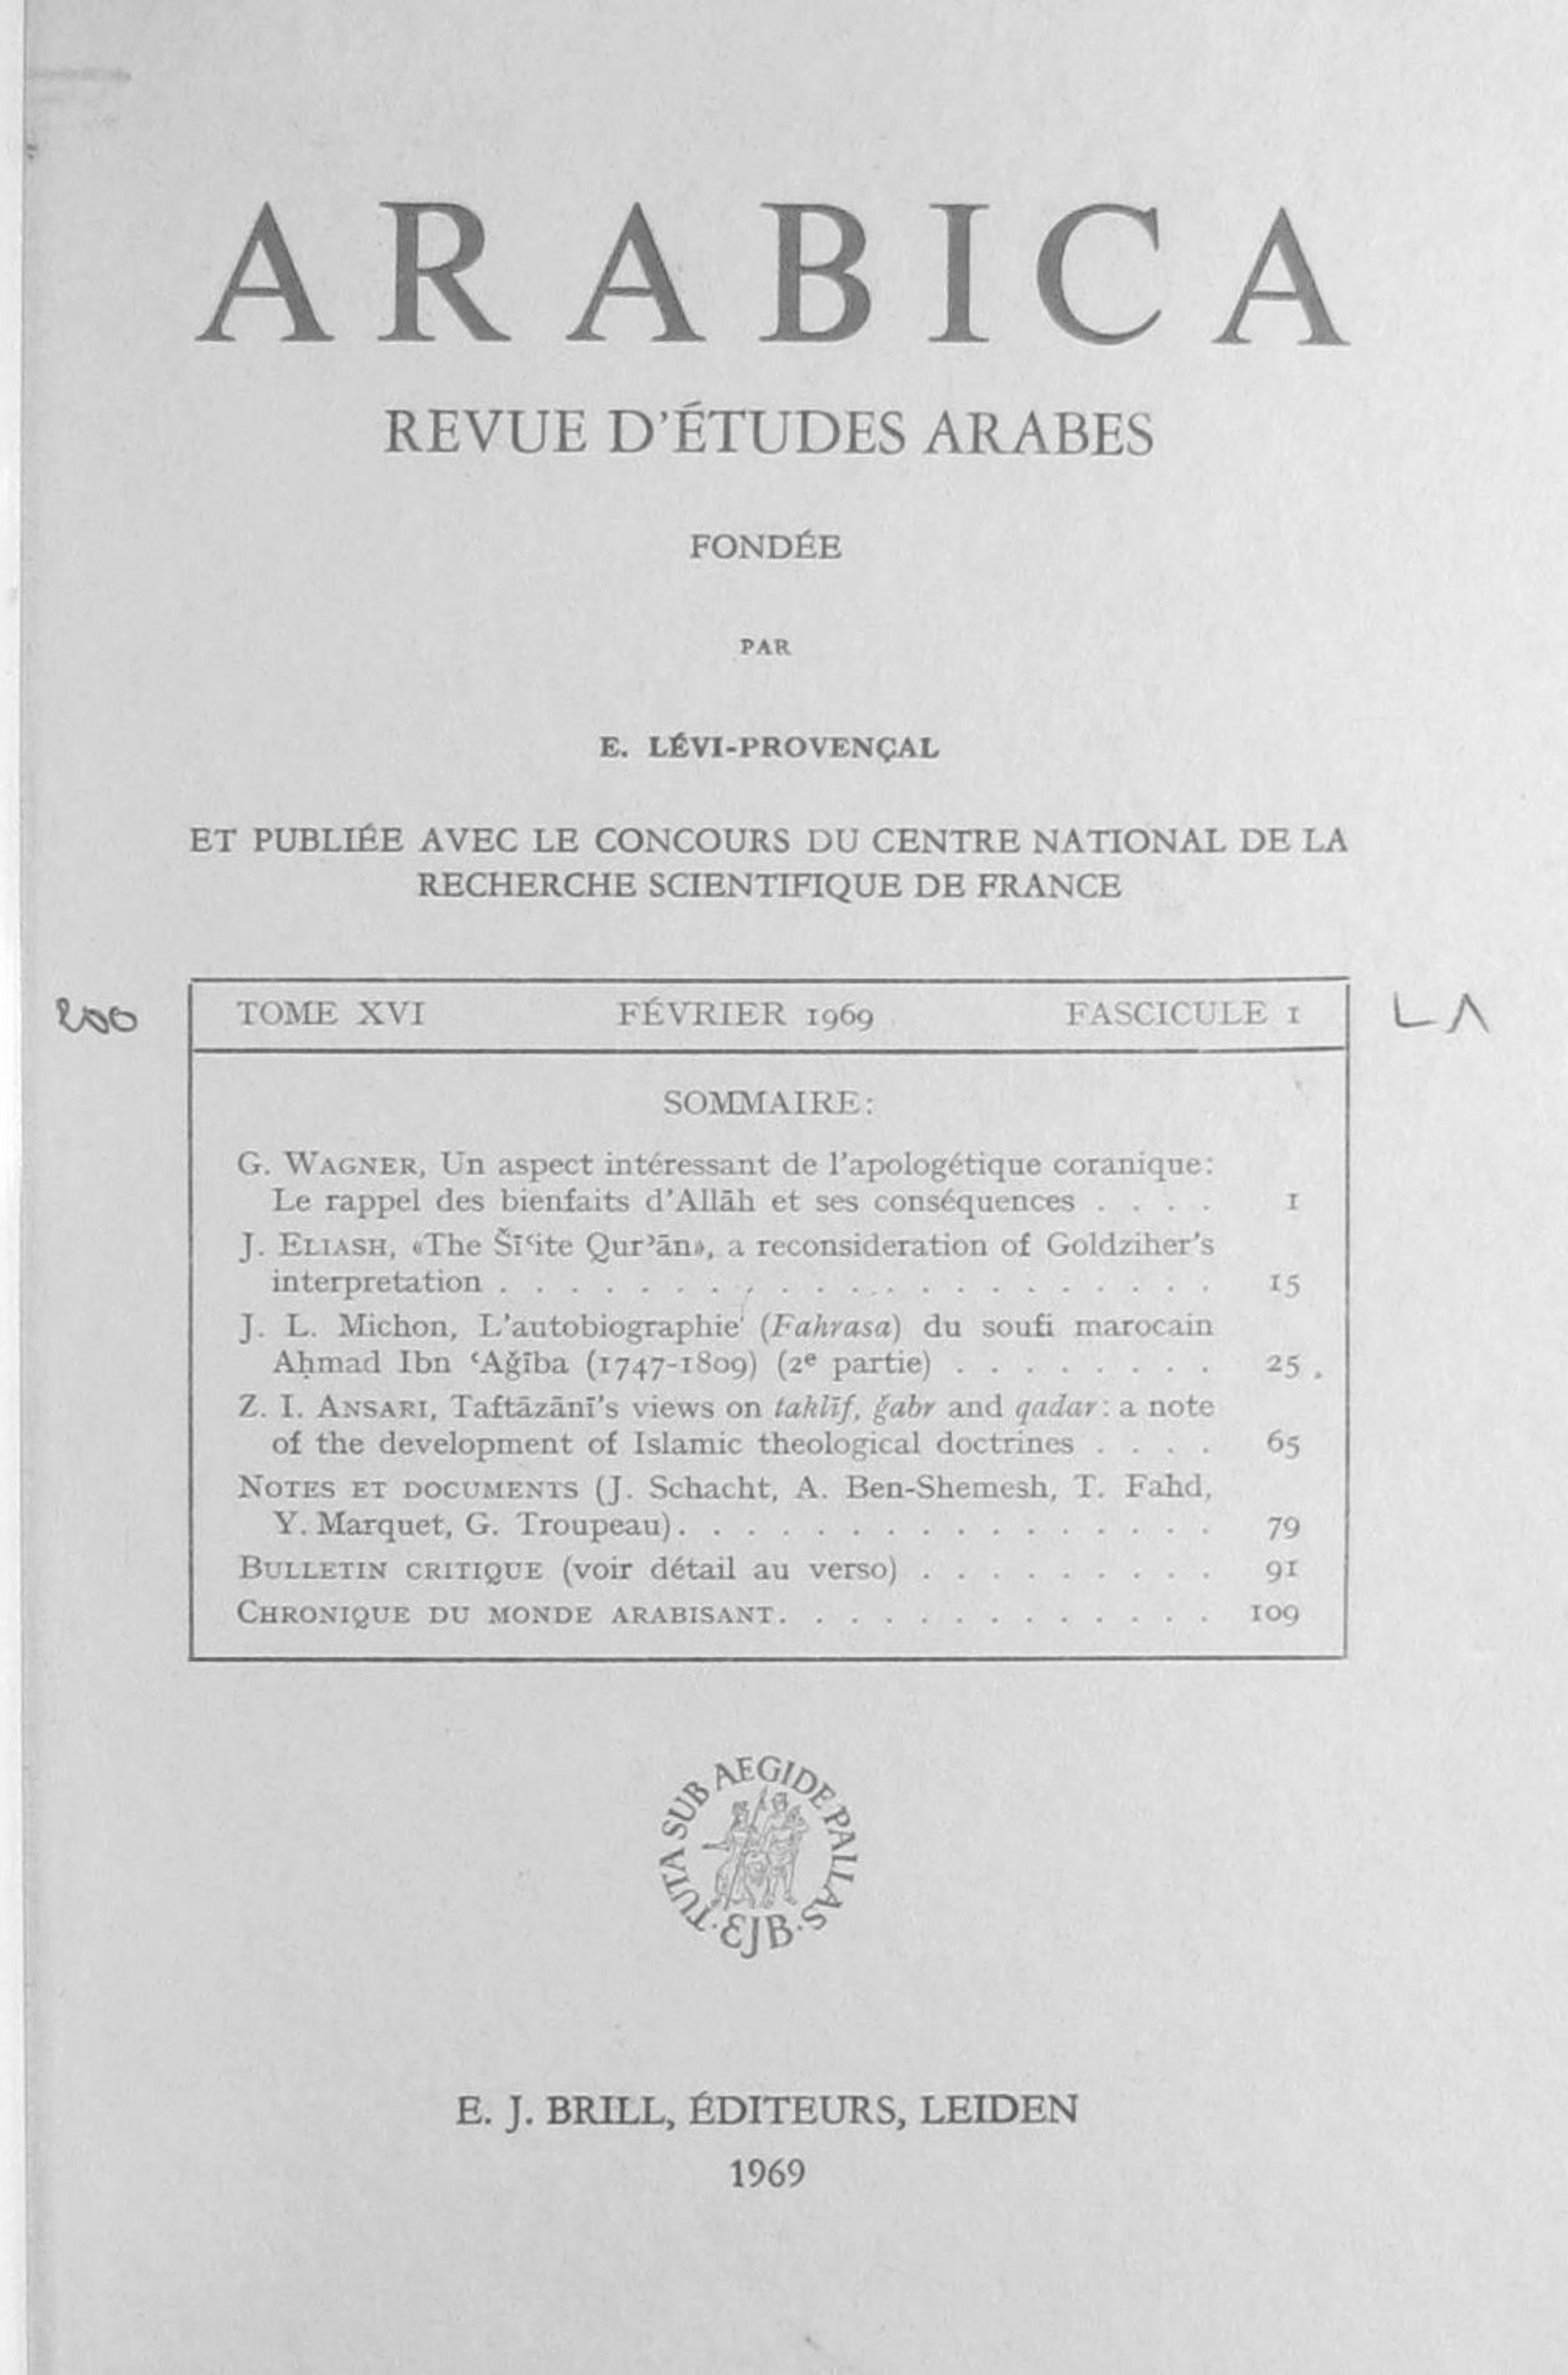 ARABICA
REVUE D'ÉTUDES ARABES
FONDÉE
PAR
E. LÉVI-PROVENÇAL
ET PUBLIÉE AVEC LE CONCOURS DU CENTRE NATIONAL DE LA
RECHERCHE SCIENTIFIQUE DE FRANCE
200
TOME XVI FÉVRIER 1969 FASCICULE 1
SOMMAIRE:
G. WAGNER, Un aspect intéressant de l'apologétique coranique:
Le rappel des bienfaits d'Allāh et ses conséquences . . . . 1
J. ELIASH, «The Šīʿite Qurʾān», a reconsideration of Goldziher's
interpretation . . . . . . . . . . . . . . . . . . . . . 15
J. L. Michon, L'autobiographie (Fahrasa) du soufi marocain
Aḥmad Ibn ʿAǧība (1747-1809) (2e partie) . . . . . . . . 25
Z. I. ANSARI, Taftāzānī's views on taklīf, ǧabr and qadar: a note
of the development of Islamic theological doctrines . . . . 65
NOTES ET DOCUMENTS (J. Schacht, A. Ben-Shemesh, T. Fahd,
Y. Marquet, G. Troupeau) . . . . . . . . . . . . . . . . 79
BULLETIN CRITIQUE (voir détail au verso) . . . . . . . . . 91
CHRONIQUE DU MONDE ARABISANT . . . . . . . . . . . . . 109
TUTA SUB AEGIDE PALLAS
EJB
E. J. BRILL, ÉDITEURS, LEIDEN
1969